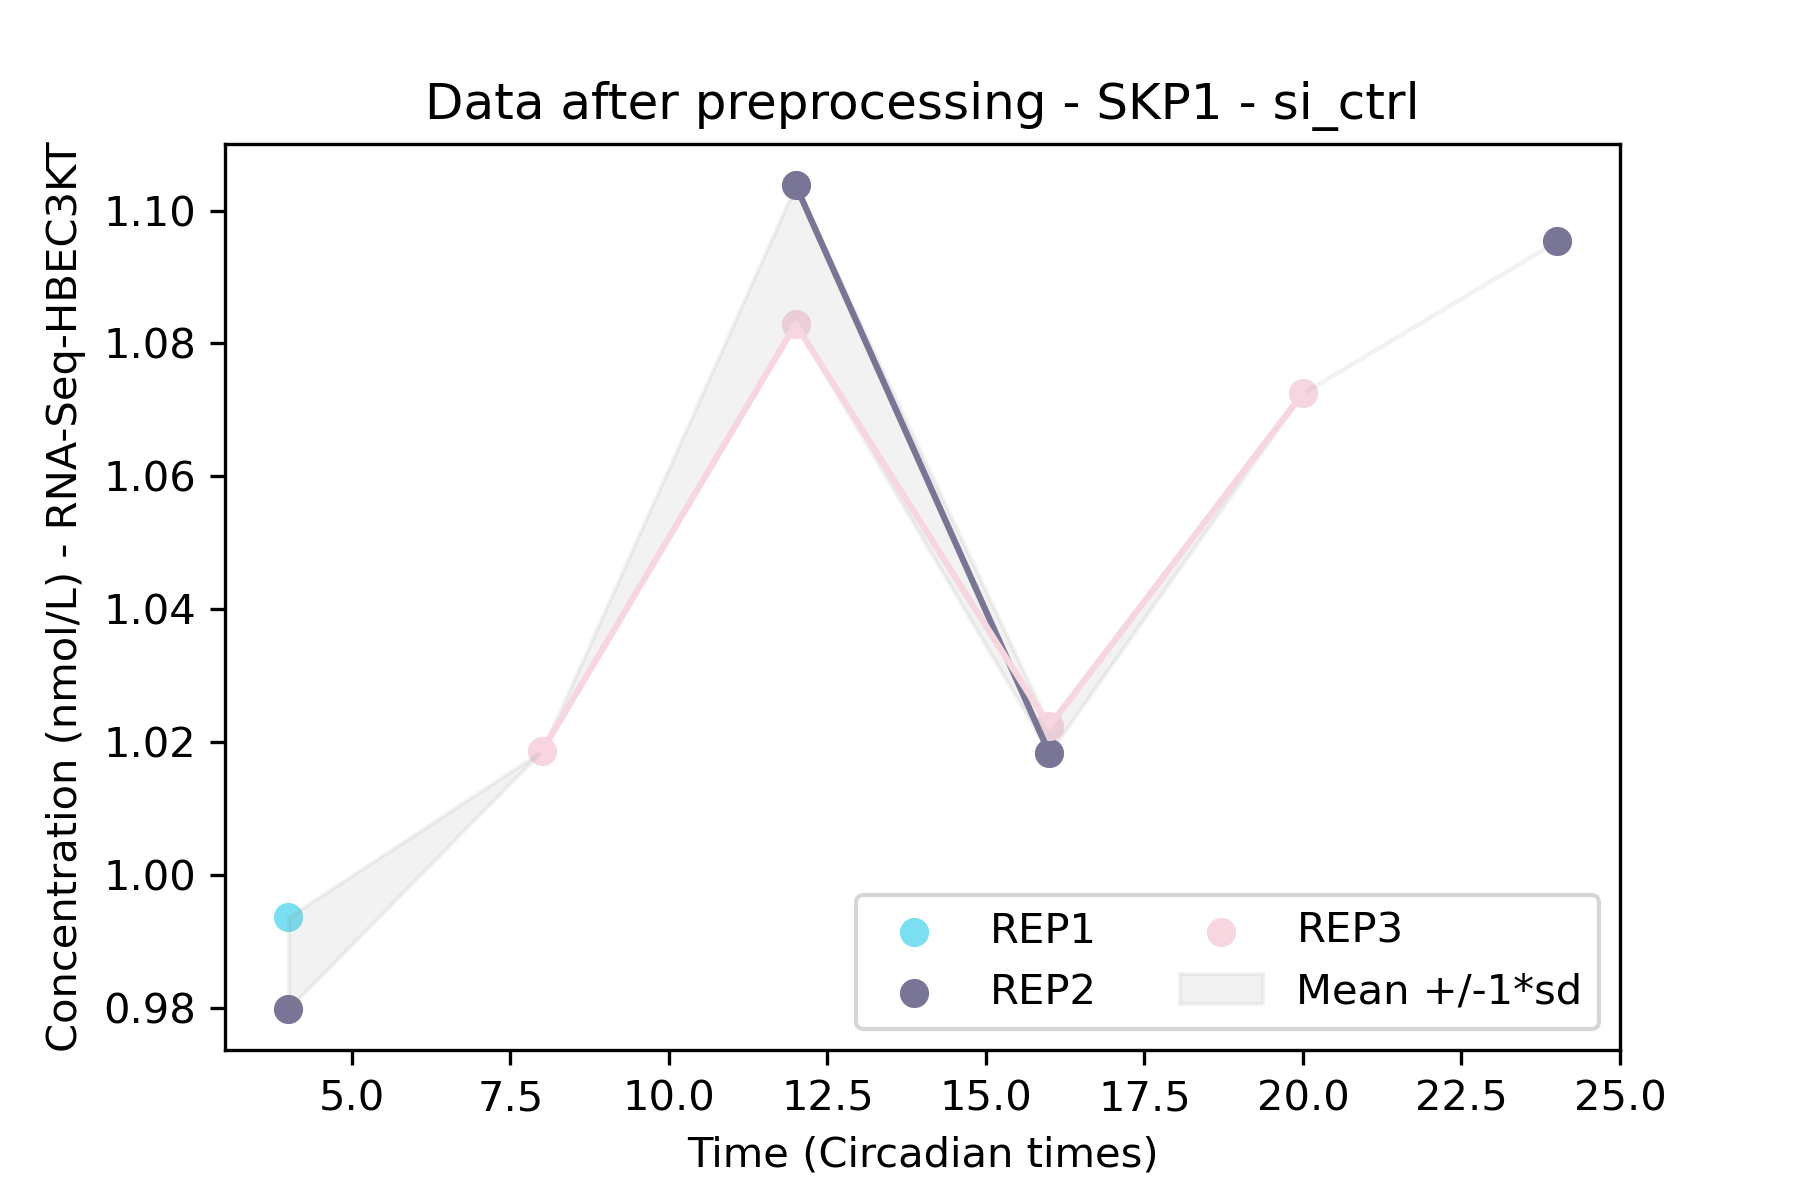 Data after preprocessing - SKP1 - si_ctrl
Concentration (nmol/L) - RNA-Seq-HBEC3KT
1.10
1.08
1.06
1.04
1.02
1.00
0.98
REP1
REP2
REP3
Mean +/-1*sd
5.0 7.5 10.0 12.5 15.0 17.5 20.0 22.5 25.0
Time (Circadian times)